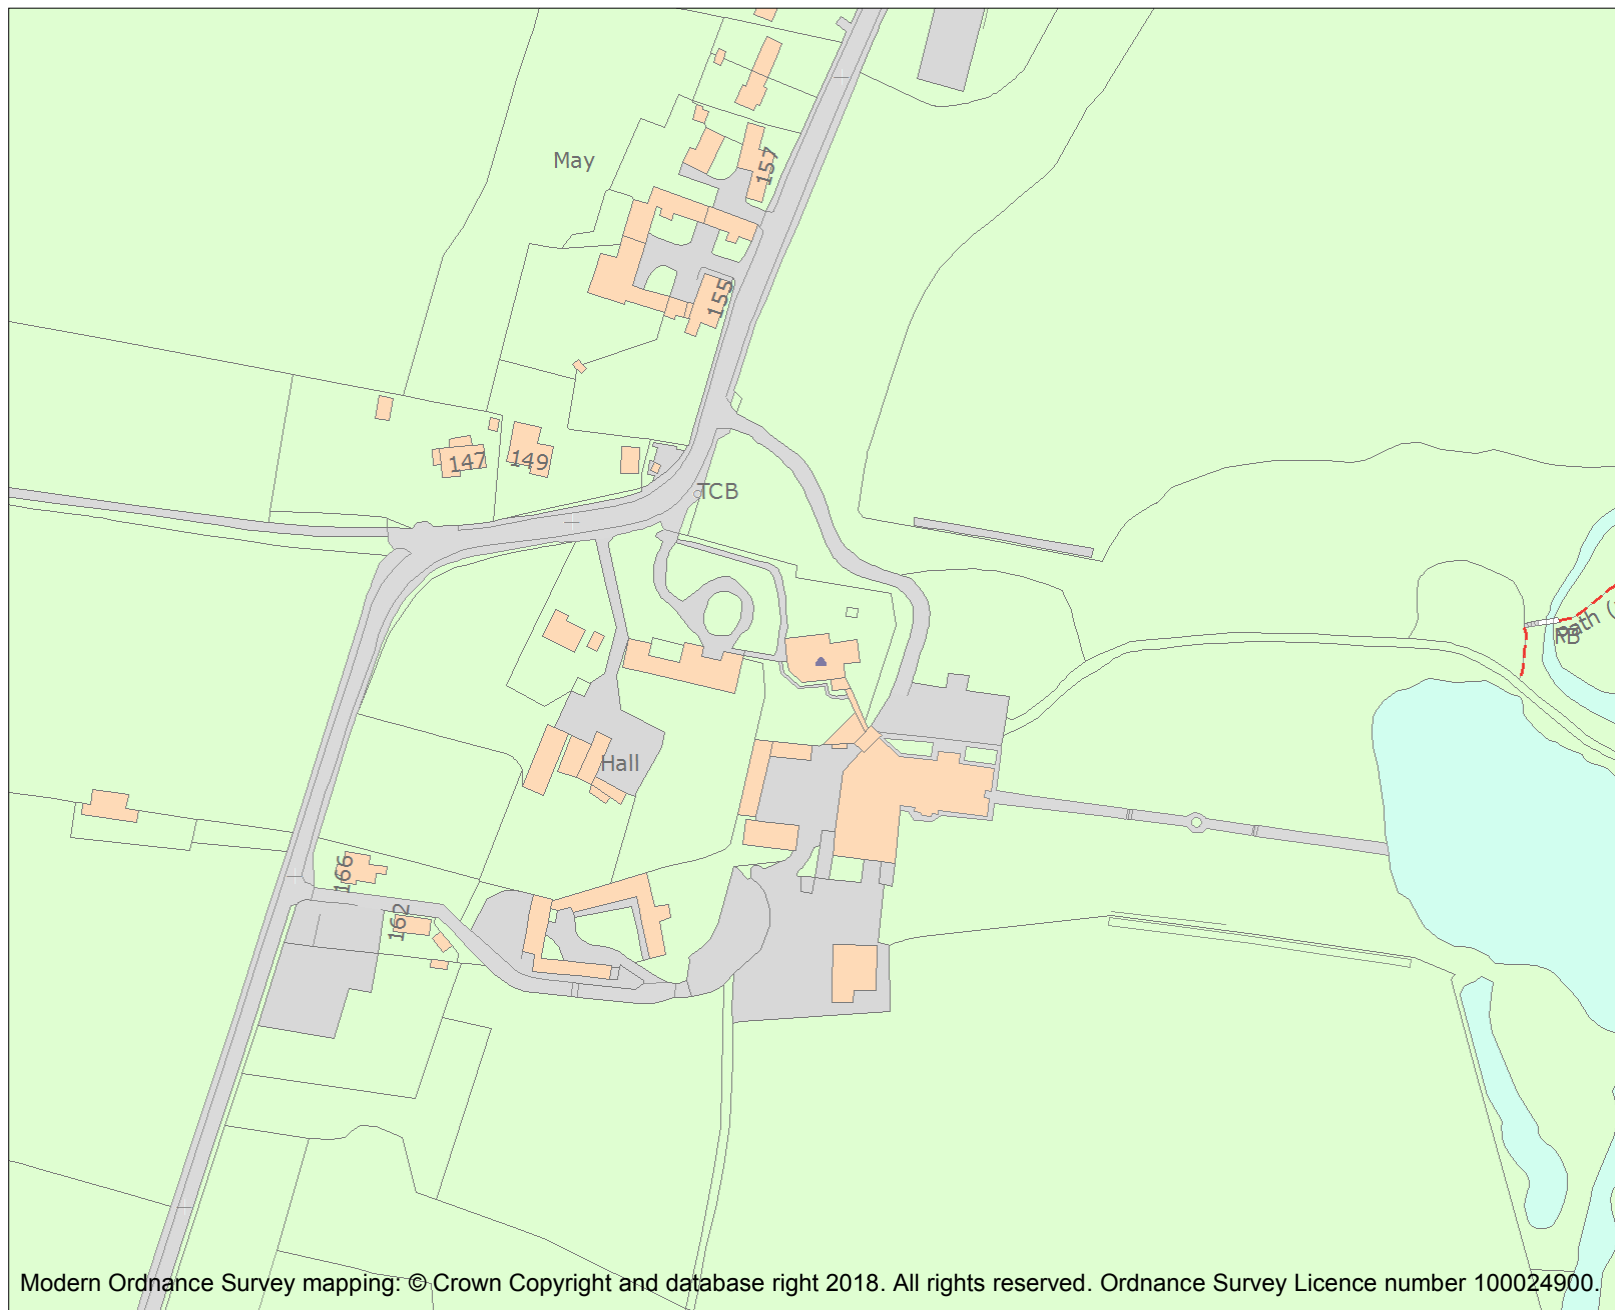 May
157
155
147
149
TCB
Path (
FB
Hall
166
162
Modern Ordnance Survey mapping: © Crown Copyright and database right 2018. All rights reserved. Ordnance Survey Licence number 100024900.